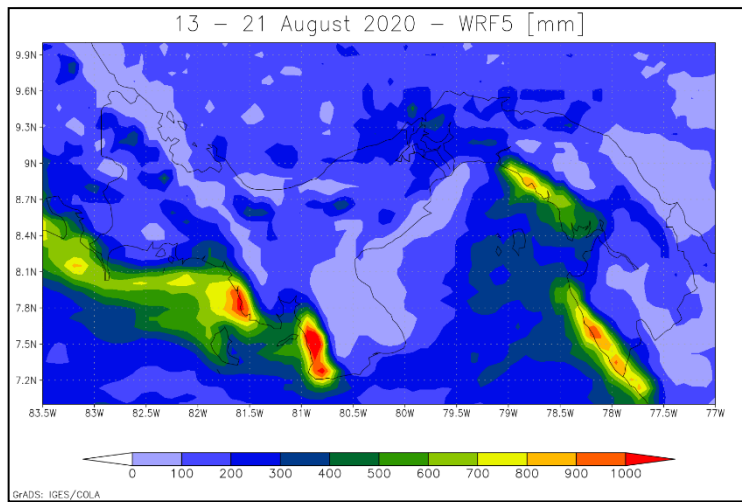 13 – 21 August 2020 – WRF5 [mm]
9.9N
9.6N
9.3N
9N
8.7N
8.4N
8.1N
7.8N
7.5N
7.2N
83.5W 83W 82.5W 82W 81.5W 81W 80.5W 80W 79.5W 79W 78.5W 78W 77.5W 77W
0 100 200 300 400 500 600 700 800 900 1000
GrADS: IGES/COLA